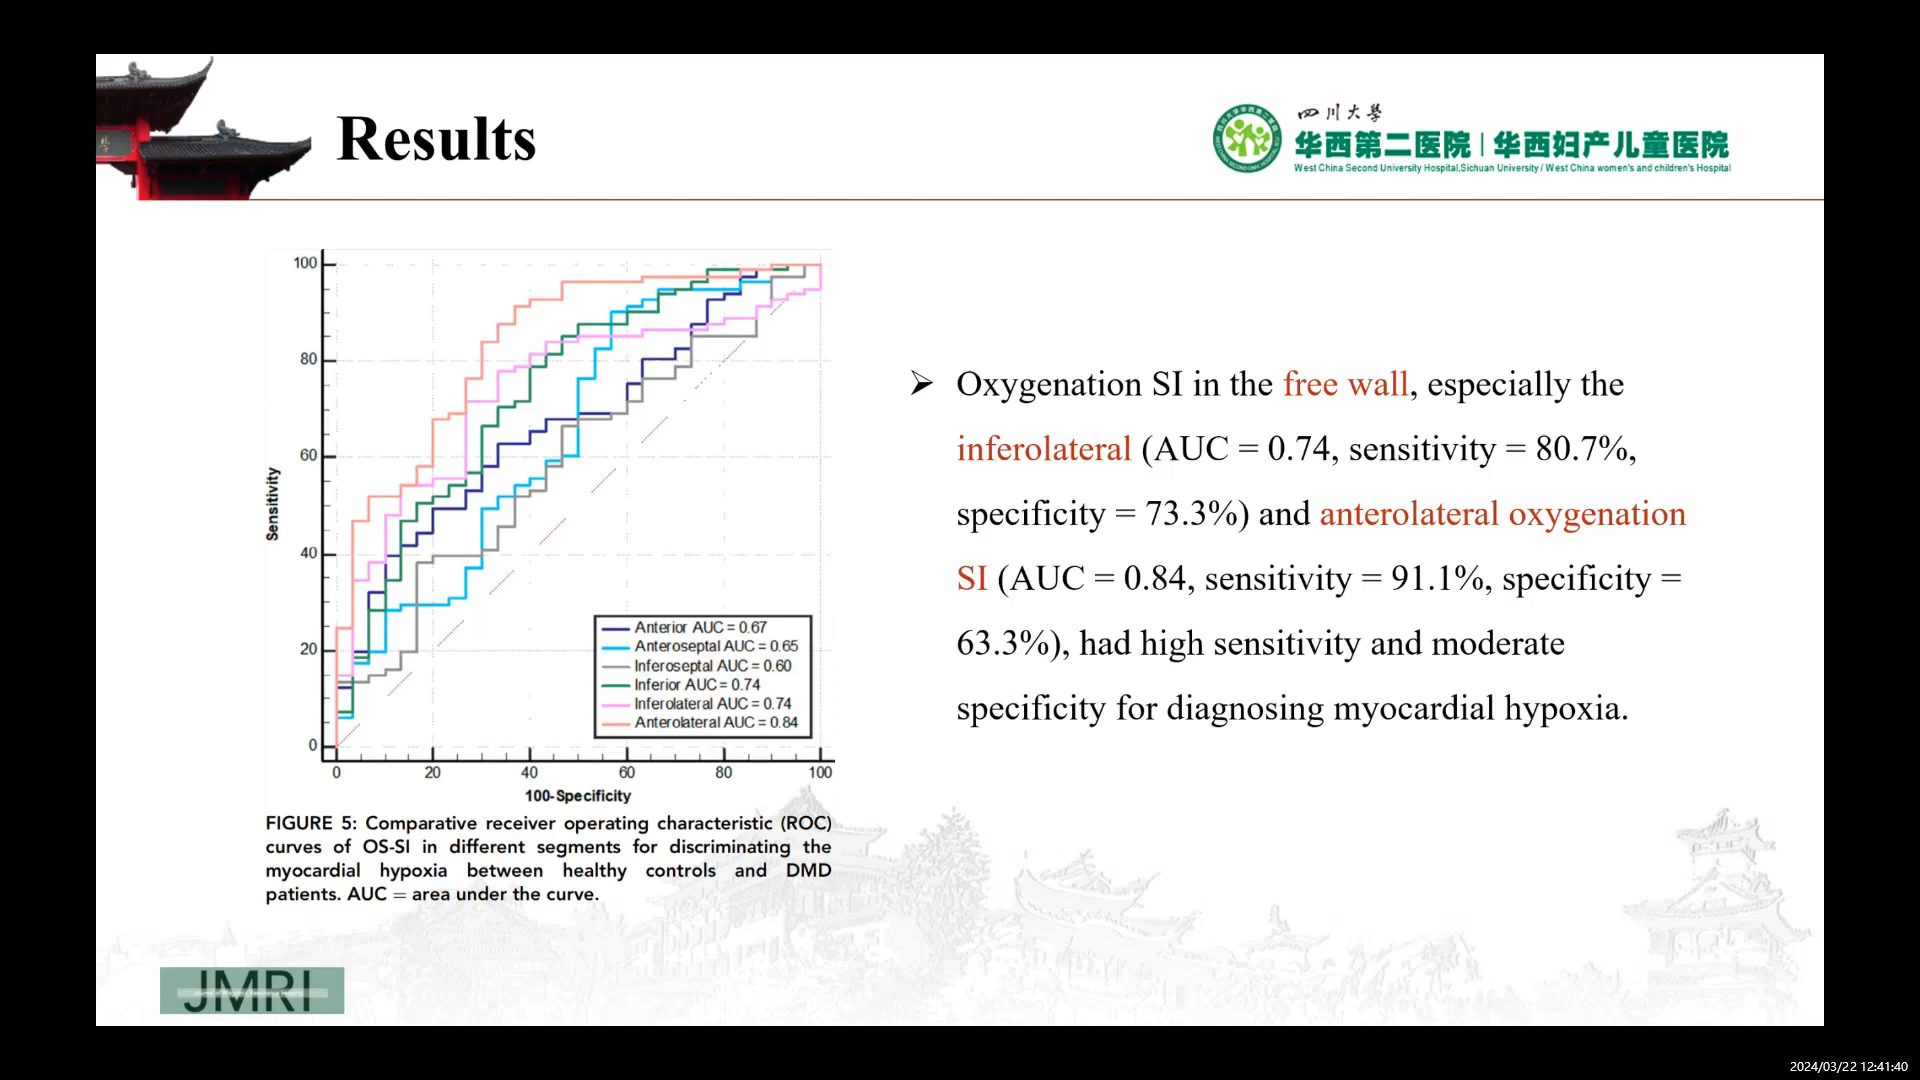 Results
四川大學
华西第二医院 | 华西妇产儿童医院
West China Second University Hospital,Sichuan University / West China women's and children's Hospital
100
80
60
40
20
0
Sensitivity
0 20 40 60 80 100
100-Specificity
Anterior AUC = 0.67
Anteroseptal AUC = 0.65
Inferoseptal AUC = 0.60
Inferior AUC = 0.74
Inferolateral AUC = 0.74
Anterolateral AUC = 0.84
FIGURE 5: Comparative receiver operating characteristic (ROC)
curves of OS-SI in different segments for discriminating the
myocardial hypoxia between healthy controls and DMD
patients. AUC = area under the curve.
➢ Oxygenation SI in the free wall, especially the
inferolateral (AUC = 0.74, sensitivity = 80.7%,
specificity = 73.3%) and anterolateral oxygenation
SI (AUC = 0.84, sensitivity = 91.1%, specificity =
63.3%), had high sensitivity and moderate
specificity for diagnosing myocardial hypoxia.
JMRI
2024/03/22 12:41:40